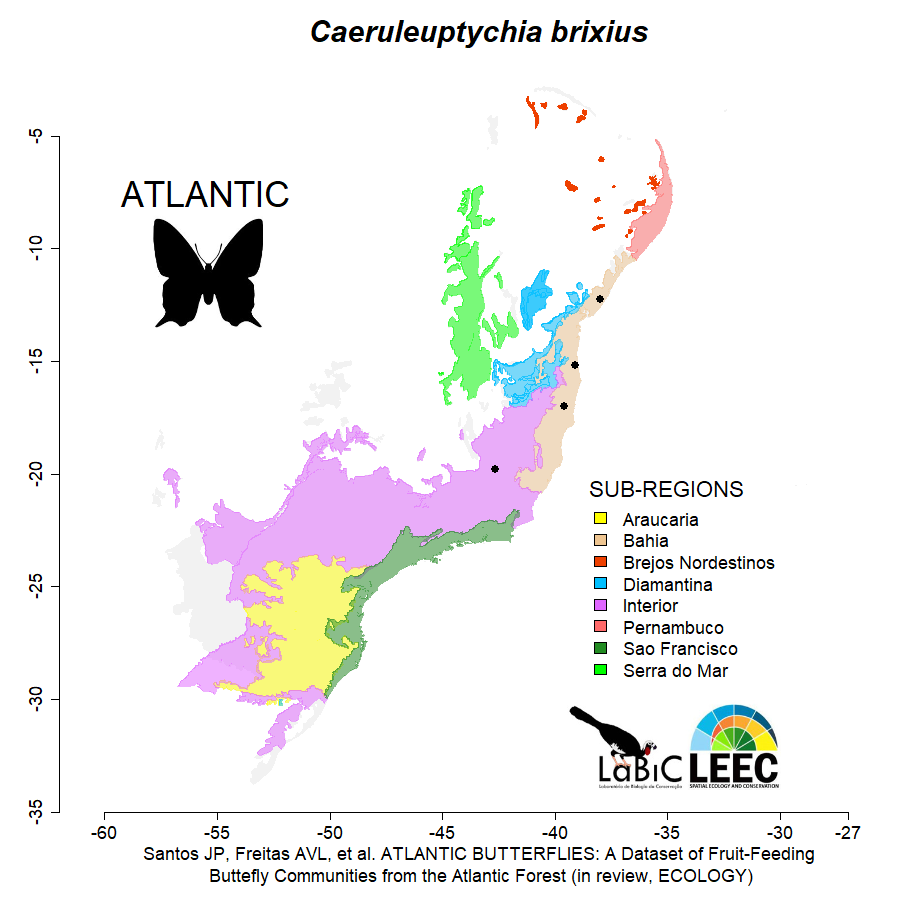 Caeruleuptychia brixius
ATLANTIC
-5
-10
-15
-20
-25
-30
-35
SUB-REGIONS
Araucaria
Bahia
Brejos Nordestinos
Diamantina
Interior
Pernambuco
Sao Francisco
Serra do Mar
LaBiC
Laboratório de Biologia da Conservação
LEEC
SPATIAL ECOLOGY AND CONSERVATION
-60 -55 -50 -45 -40 -35 -30 -27
Santos JP, Freitas AVL, et al. ATLANTIC BUTTERFLIES: A Dataset of Fruit-Feeding
Buttefly Communities from the Atlantic Forest (in review, ECOLOGY)